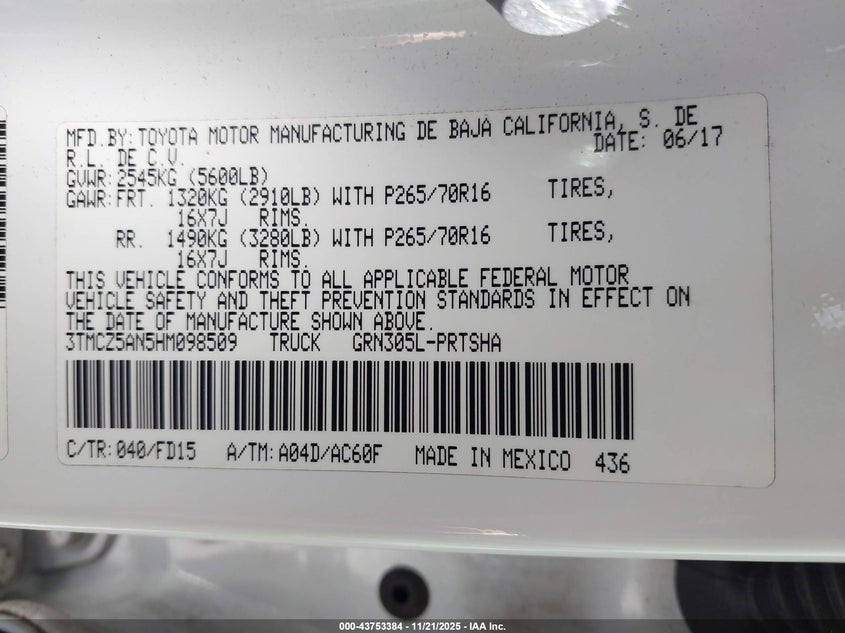 MFD.BY:TOYOTA MOTOR MANUFACTURING DE BAJA CALIFORNIA, S. DE
R.L. DE C.V. DATE: 06/17
GVWR:2545KG (5600LB)
GAWR:FRT. 1320KG (2910LB) WITH P265/70R16 TIRES,
16X7J RIMS.
RR. 1490KG (3280LB) WITH P265/70R16 TIRES,
16X7J RIMS.
THIS VEHICLE CONFORMS TO ALL APPLICABLE FEDERAL MOTOR
VEHICLE SAFETY AND THEFT PREVENTION STANDARDS IN EFFECT ON
THE DATE OF MANUFACTURE SHOWN ABOVE.
3TMCZ5AN5HM098509 TRUCK GRN305L-PRTSHA
C/TR:040/FD15 A/TM:A04D/AC60F MADE IN MEXICO 436
000-43753384 - 11/21/2025 - IAA Inc.